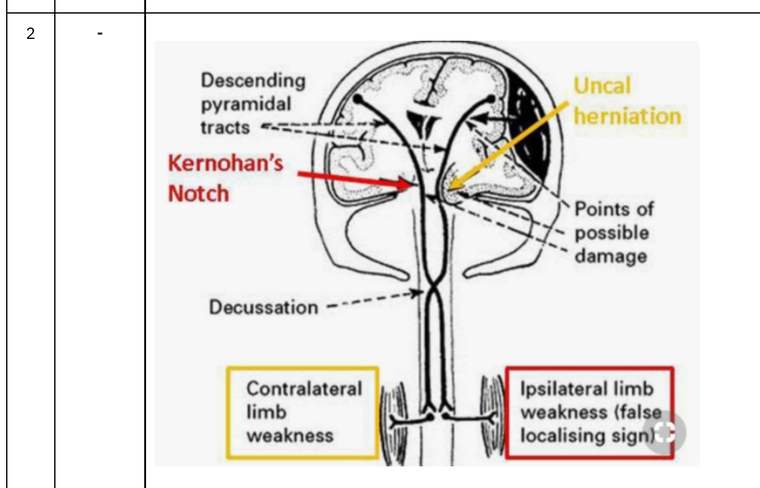 2
-
Descending
pyramidal
tracts
Uncal
herniation
Kernohan's
Notch
Points of
possible
damage
Decussation
Contralateral
limb
weakness
Ipsilateral limb
weakness (false
localising sign)